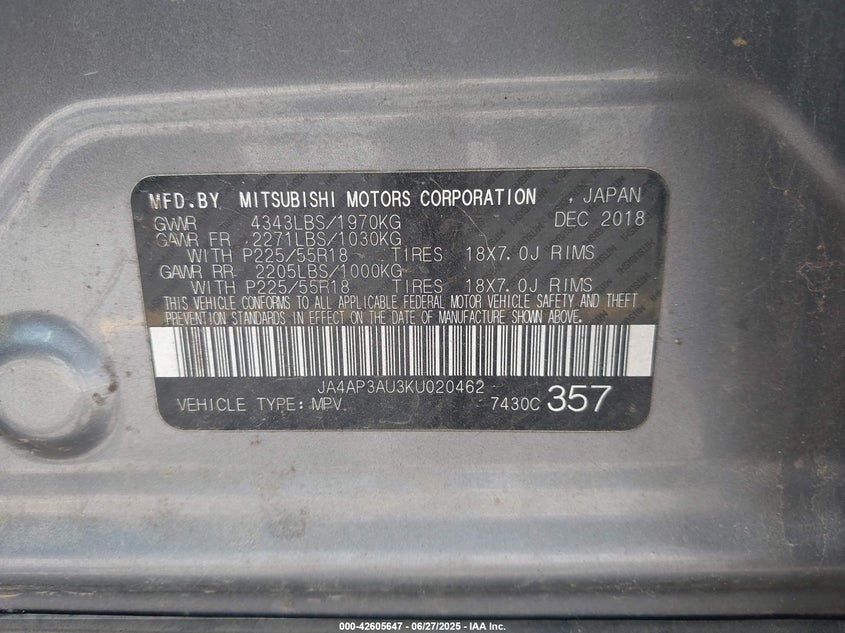 MFD.BY MITSUBISHI MOTORS CORPORATION , JAPAN
GVWR 4343LBS/1970KG DEC 2018
GAWR FR 2271LBS/1030KG
WITH P225/55R18 TIRES 18X7.0J RIMS
GAWR RR 2205LBS/1000KG
WITH P225/55R18 TIRES 18X7.0J RIMS
THIS VEHICLE CONFORMS TO ALL APPLICABLE FEDERAL MOTOR VEHICLE SAFETY AND THEFT
PREVENTION STANDARDS IN EFFECT ON THE DATE OF MANUFACTURE SHOWN ABOVE.
JA4AP3AU3KU020462
VEHICLE TYPE: MPV 7430C 357
000-42605647 - 06/27/2025 - IAA Inc.